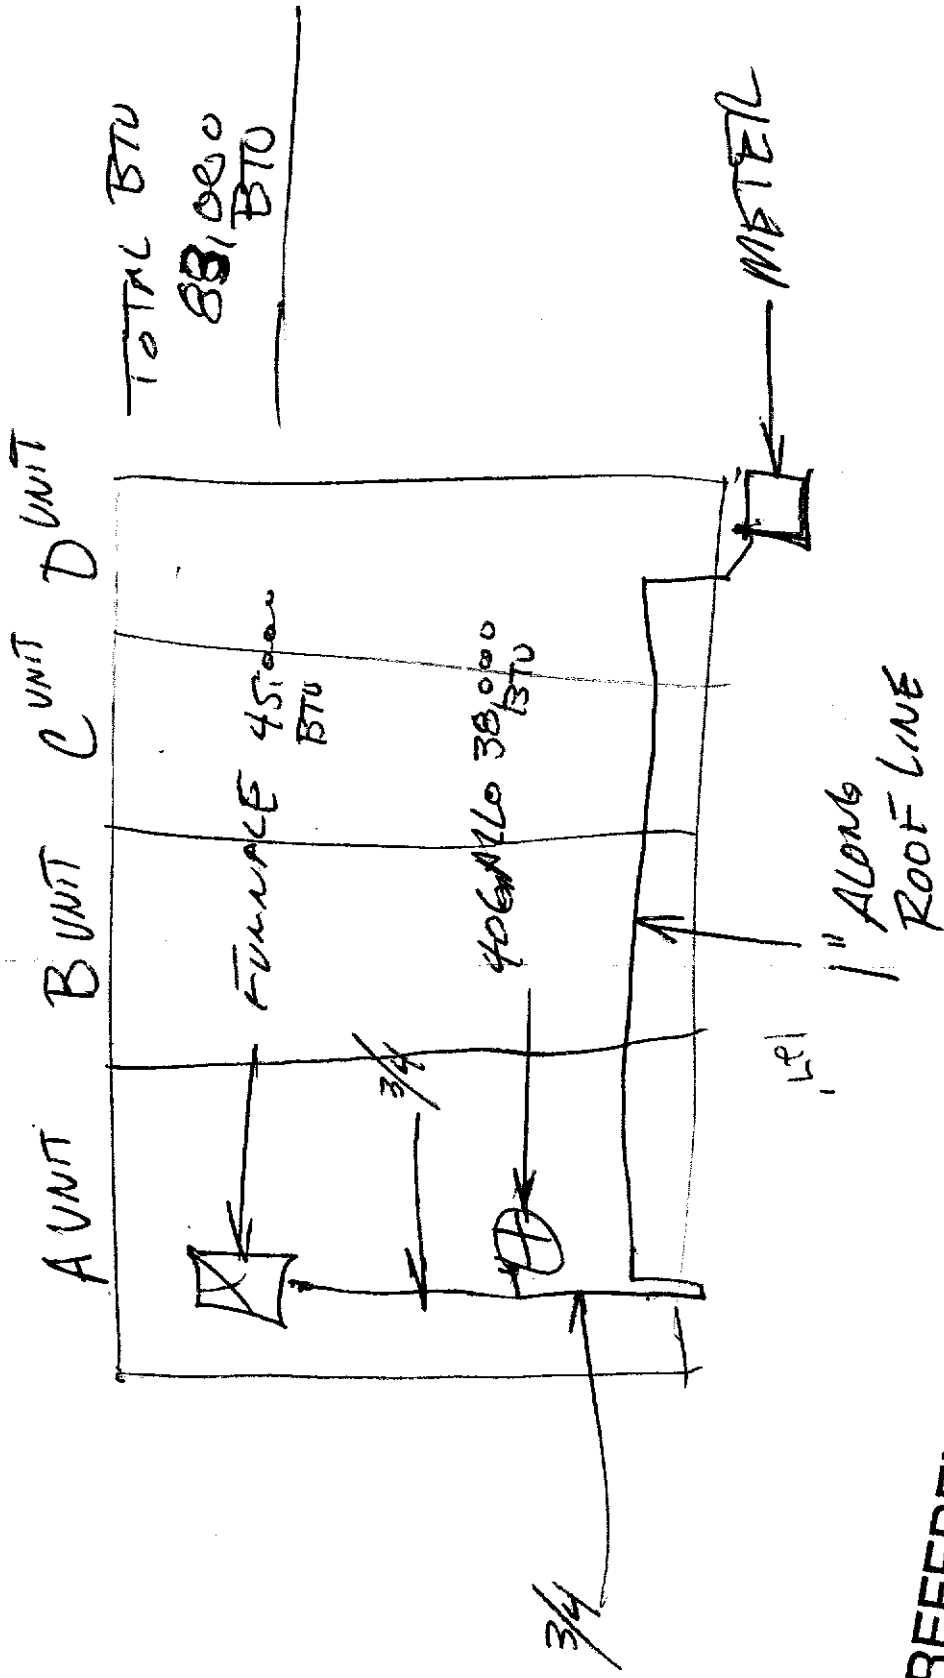 A UNIT B UNIT C UNIT D UNIT
TOTAL BTU
88,000
BTU
FURNACE 45,000
BTU
3/4
40 GALLO 38,000
BTU
3/4
METER
1" ALONG
ROOF LINE